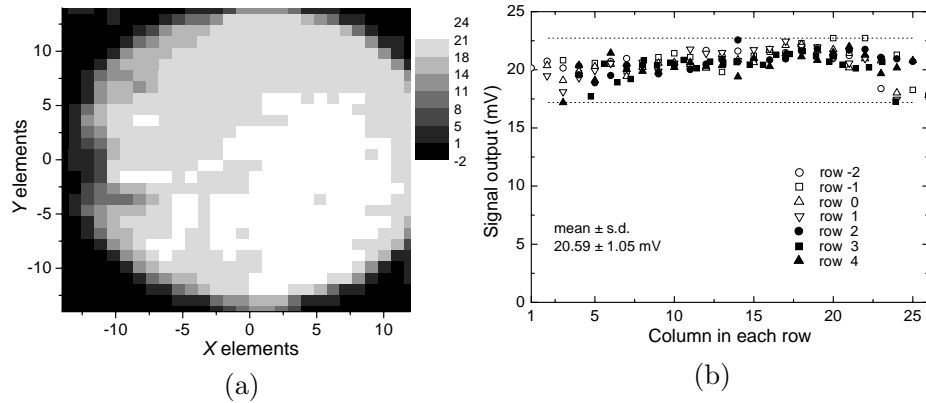 Y elements
10
5
0
-5
-10
-10
-5
0
5
10
X elements
24
21
18
14
11
8
5
1
-2
(a)
Signal output (mV)
25
20
15
10
5
0
1
5
10
15
20
25
Column in each row
mean ± s.d.
20.59 ± 1.05 mV
row -2
row -1
row 0
row 1
row 2
row 3
row 4
(b)